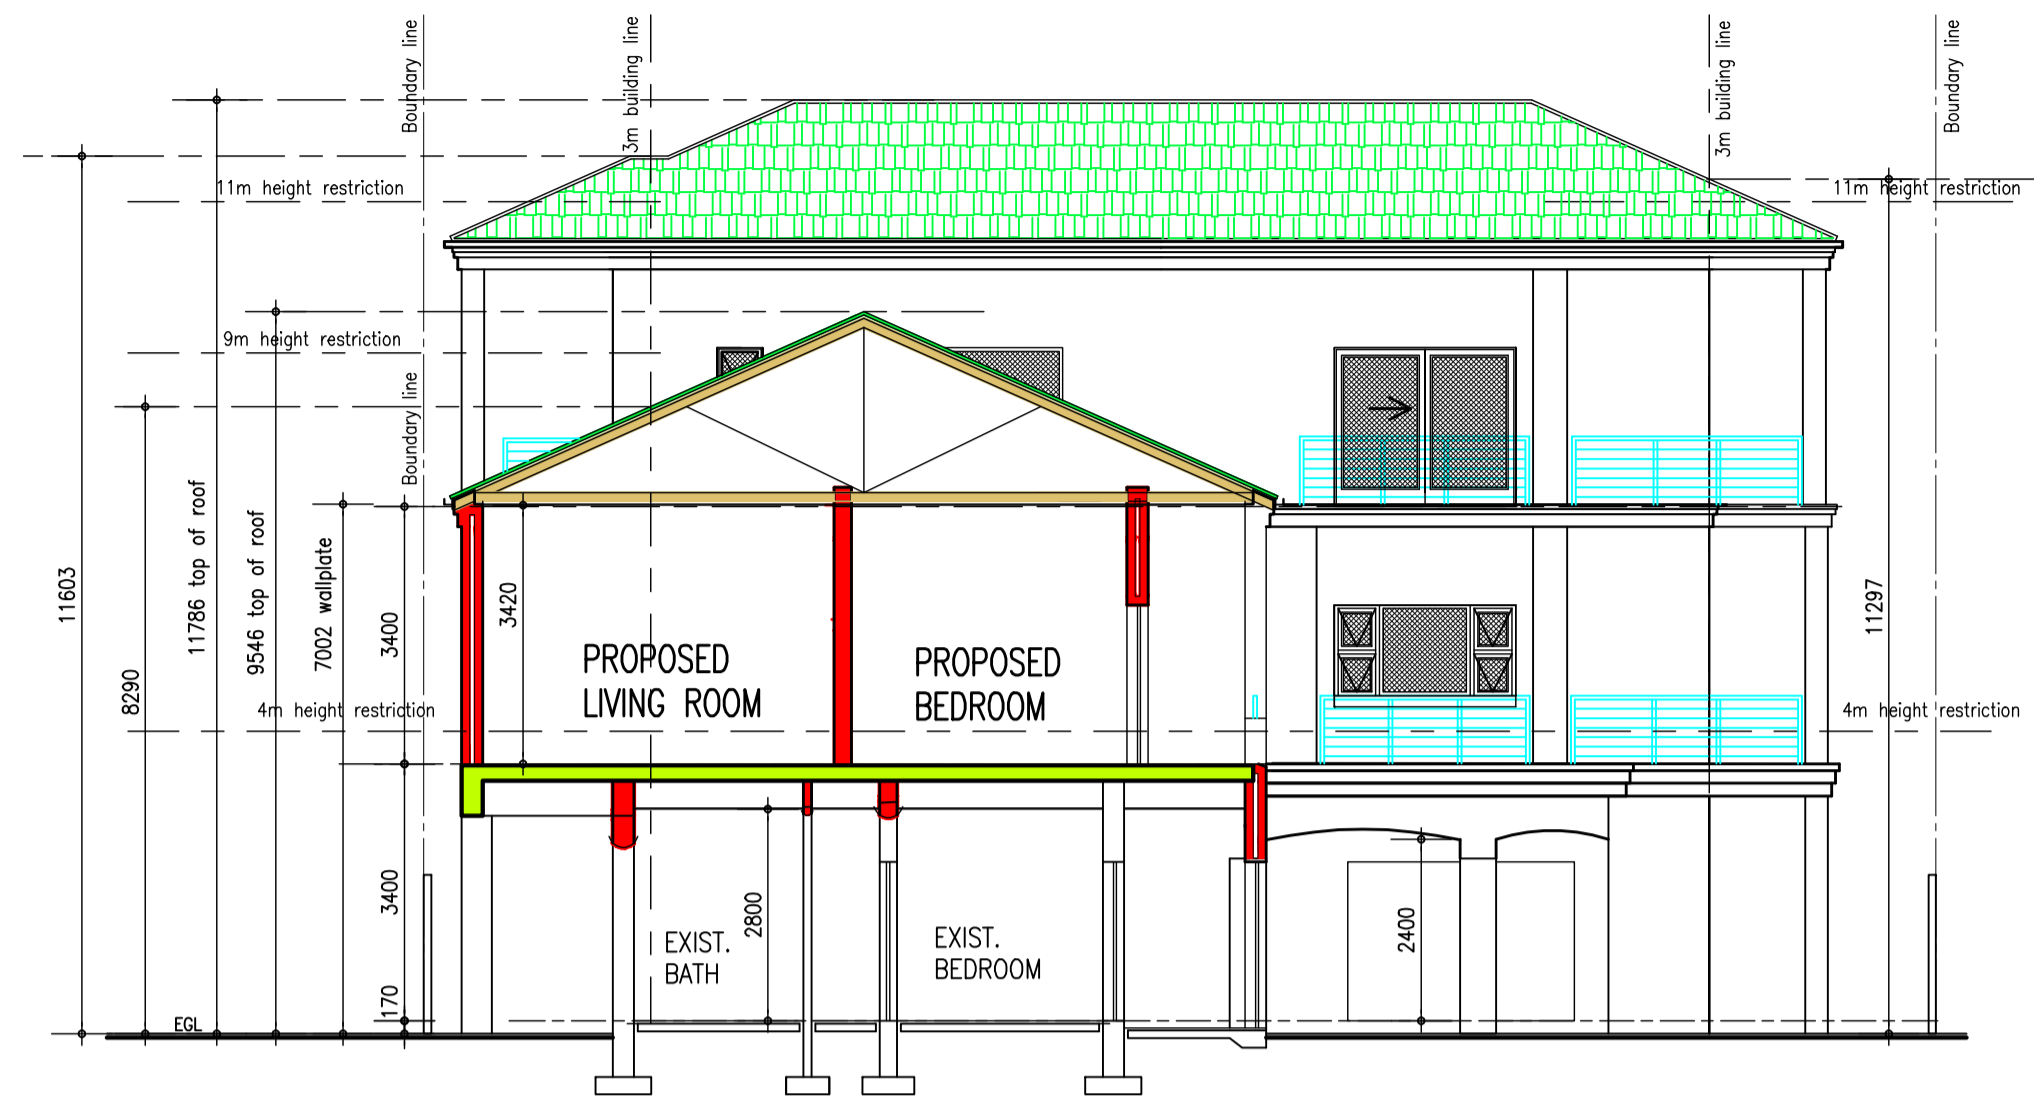 Boundary line
3m building line
3m building line
Boundary line
11m height restriction
11m height restriction
9m height restriction
Boundary line
11603
8290
11786 top of roof
9546 top of roof
7002 wallplate
3400
3420
11297
PROPOSED
LIVING ROOM
PROPOSED
BEDROOM
4m height restriction
4m height restriction
3400
2800
2400
EXIST.
BATH
EXIST.
BEDROOM
170
EGL